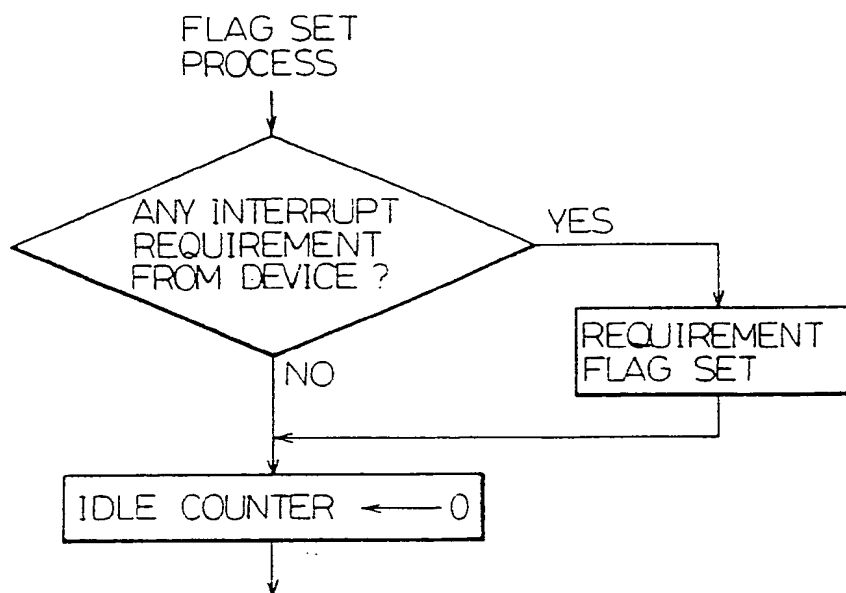 FLAG SET
PROCESS
ANY INTERRUPT
REQUIREMENT
FROM DEVICE ?
YES
REQUIREMENT
FLAG SET
NO
IDLE COUNTER ← 0